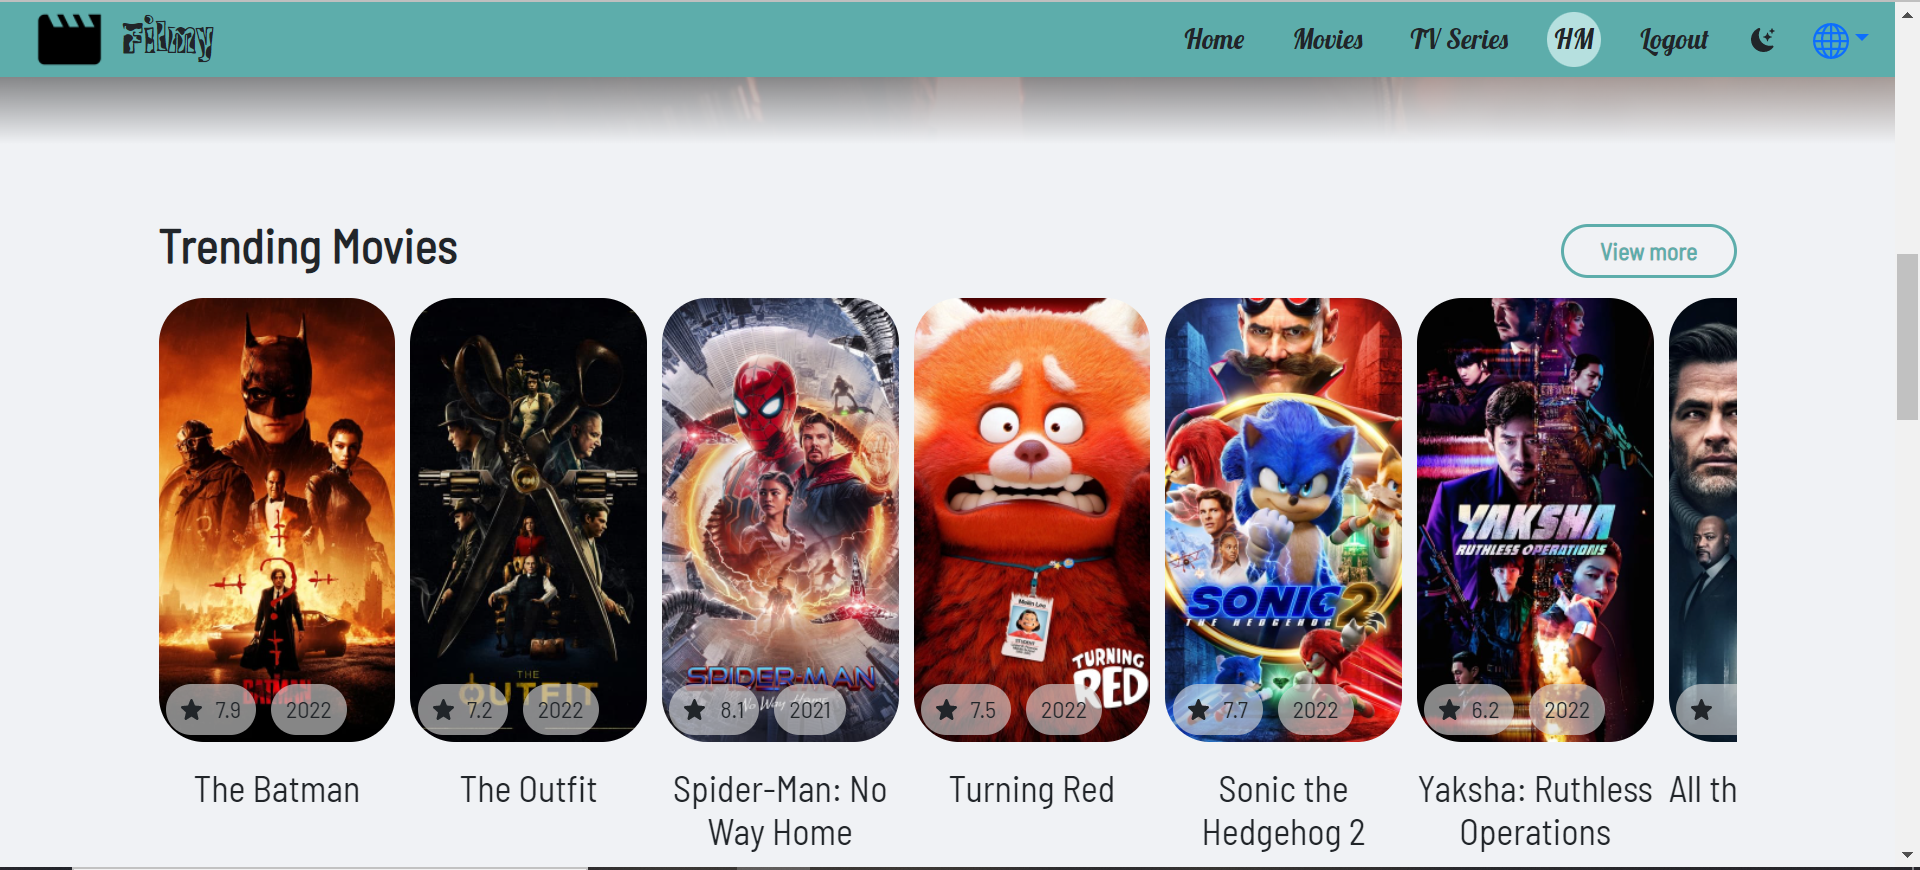 Filmy
Home Movies TV Series HM Logout
Trending Movies
View more
BATMAN
7.9 2022
THE
OUTFIT
7.2 2022
SPIDER-MAN
No Way Home
8.1 2021
Meilin Lee
STUDENT
TURNING
RED
7.5 2022
SONIC 2
THE HEDGEHOG
7.7 2022
YAKSHA
RUTHLESS OPERATIONS
6.2 2022
The Batman
The Outfit
Spider-Man: No
Way Home
Turning Red
Sonic the
Hedgehog 2
Yaksha: Ruthless
Operations
All th